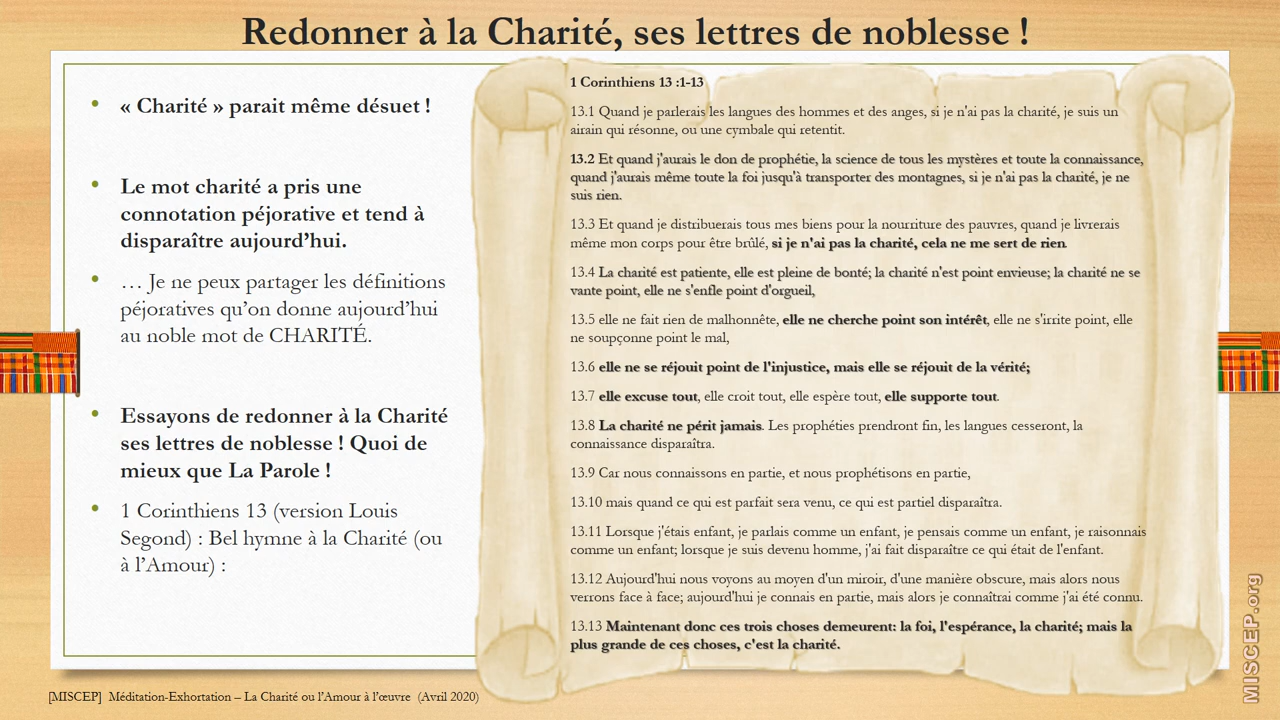 Redonner à la Charité, ses lettres de noblesse !
• « Charité » parait même désuet !
• Le mot charité a pris une
connotation péjorative et tend à
disparaître aujourd’hui.
• … Je ne peux partager les définitions
péjoratives qu’on donne aujourd’hui
au noble mot de CHARITÉ.
• Essayons de redonner à la Charité
ses lettres de noblesse ! Quoi de
mieux que La Parole !
• 1 Corinthiens 13 (version Louis
Segond) : Bel hymne à la Charité (ou
à l’Amour) :
1 Corinthiens 13 :1-13
13.1 Quand je parlerais les langues des hommes et des anges, si je n'ai pas la charité, je suis un
airain qui résonne, ou une cymbale qui retentit.
13.2 Et quand j'aurais le don de prophétie, la science de tous les mystères et toute la connaissance,
quand j'aurais même toute la foi jusqu'à transporter des montagnes, si je n'ai pas la charité, je ne
suis rien.
13.3 Et quand je distribuerais tous mes biens pour la nourriture des pauvres, quand je livrerais
même mon corps pour être brûlé, si je n'ai pas la charité, cela ne me sert de rien.
13.4 La charité est patiente, elle est pleine de bonté; la charité n'est point envieuse; la charité ne se
vante point, elle ne s'enfle point d'orgueil,
13.5 elle ne fait rien de malhonnête, elle ne cherche point son intérêt, elle ne s'irrite point, elle
ne soupçonne point le mal,
13.6 elle ne se réjouit point de l'injustice, mais elle se réjouit de la vérité;
13.7 elle excuse tout, elle croit tout, elle espère tout, elle supporte tout.
13.8 La charité ne périt jamais. Les prophéties prendront fin, les langues cesseront, la
connaissance disparaîtra.
13.9 Car nous connaissons en partie, et nous prophétisons en partie,
13.10 mais quand ce qui est parfait sera venu, ce qui est partiel disparaîtra.
13.11 Lorsque j'étais enfant, je parlais comme un enfant, je pensais comme un enfant, je raisonnais
comme un enfant; lorsque je suis devenu homme, j'ai fait disparaître ce qui était de l'enfant.
13.12 Aujourd'hui nous voyons au moyen d'un miroir, d'une manière obscure, mais alors nous
verrons face à face; aujourd'hui je connais en partie, mais alors je connaîtrai comme j'ai été connu.
13.13 Maintenant donc ces trois choses demeurent: la foi, l'espérance, la charité; mais la
plus grande de ces choses, c'est la charité.
[MISCEP] Méditation-Exhortation – La Charité ou l’Amour à l’œuvre (Avril 2020)
MISCEP.org